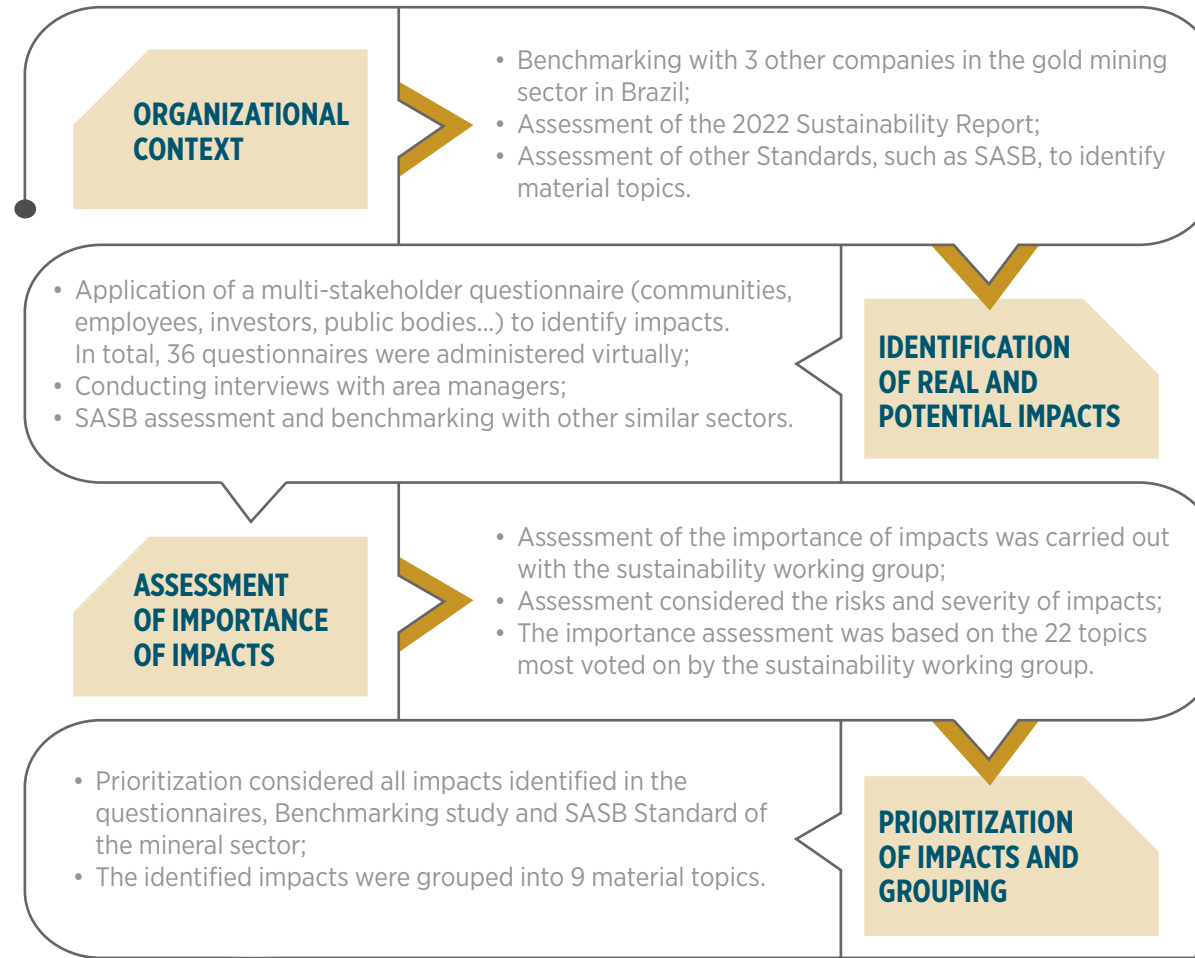 ORGANIZATIONAL
CONTEXT
• Benchmarking with 3 other companies in the gold mining
sector in Brazil;
• Assessment of the 2022 Sustainability Report;
• Assessment of other Standards, such as SASB, to identify
material topics.
• Application of a multi-stakeholder questionnaire (communities,
employees, investors, public bodies...) to identify impacts.
In total, 36 questionnaires were administered virtually;
• Conducting interviews with area managers;
• SASB assessment and benchmarking with other similar sectors.
IDENTIFICATION
OF REAL AND
POTENTIAL IMPACTS
ASSESSMENT
OF IMPORTANCE
OF IMPACTS
• Assessment of the importance of impacts was carried out
with the sustainability working group;
• Assessment considered the risks and severity of impacts;
• The importance assessment was based on the 22 topics
most voted on by the sustainability working group.
• Prioritization considered all impacts identified in the
questionnaires, Benchmarking study and SASB Standard of
the mineral sector;
• The identified impacts were grouped into 9 material topics.
PRIORITIZATION
OF IMPACTS AND
GROUPING